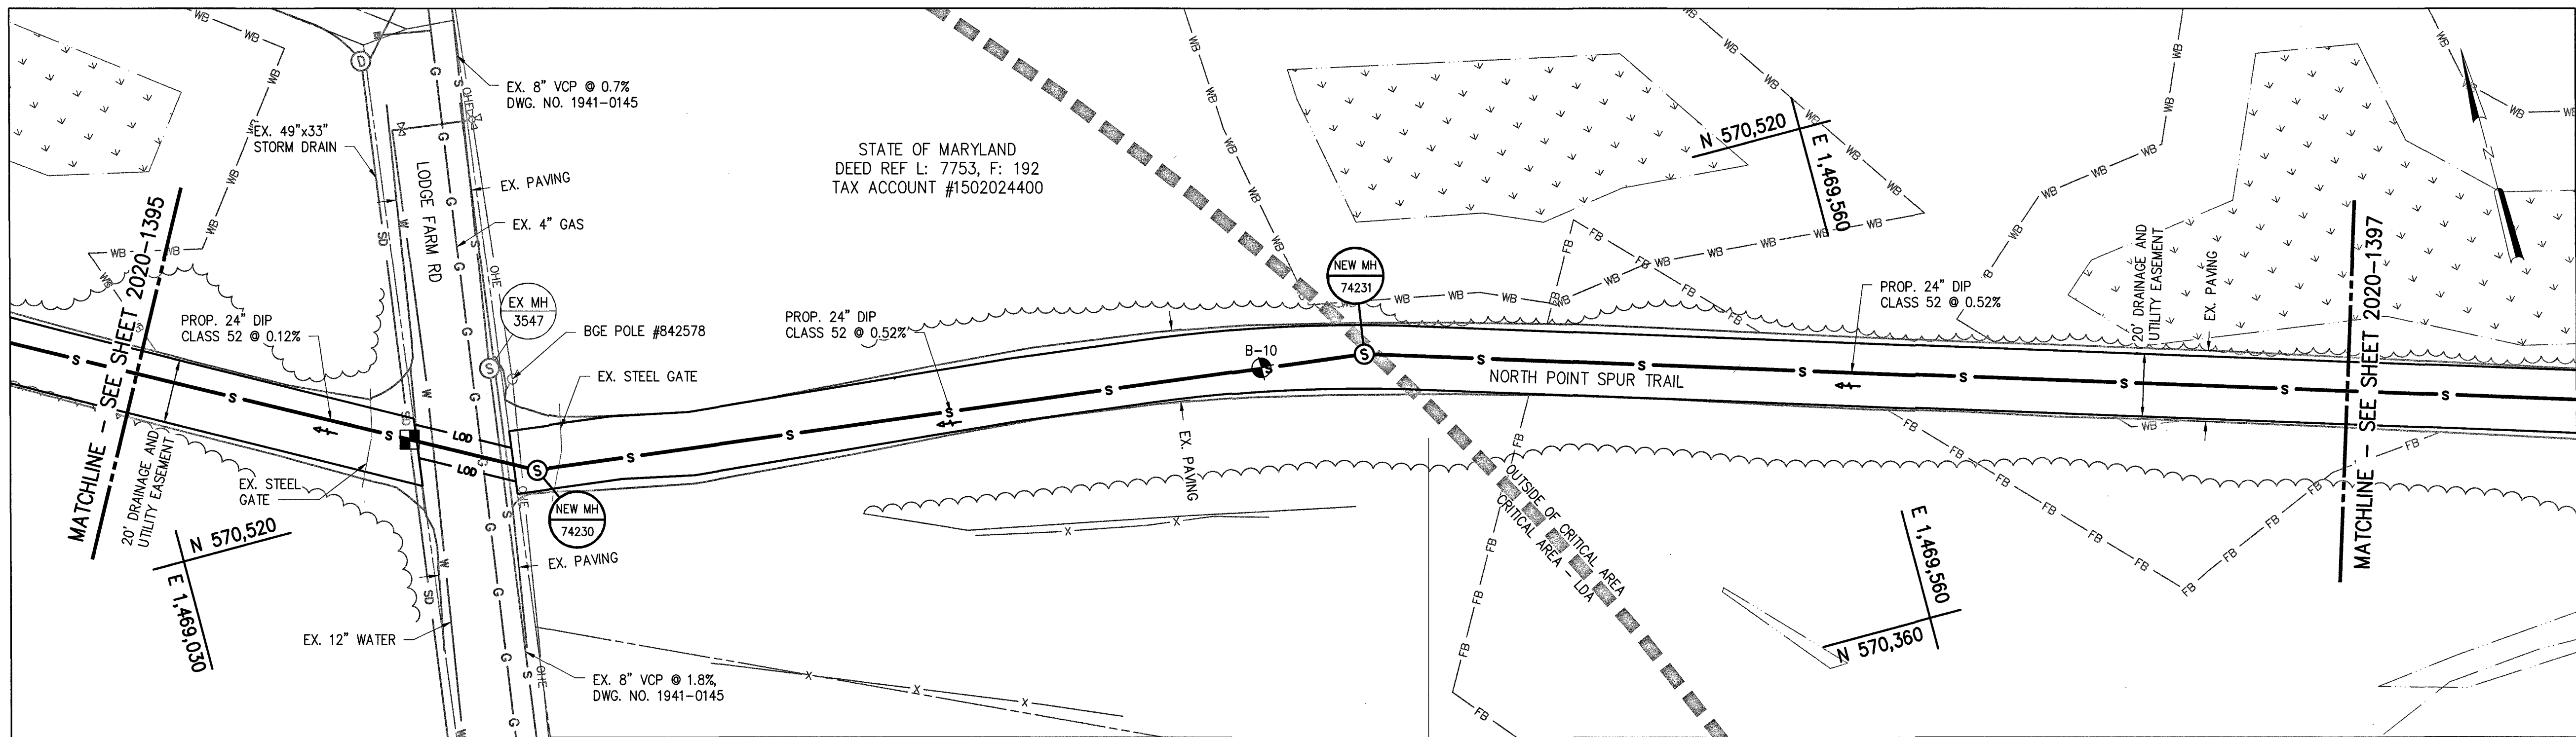 EX. 8" VCP @ 0.7%
DWG. NO. 1941-0145
EX. 49"x33"
STORM DRAIN
LODGE FARM RD
EX. PAVING
EX. 4" GAS
STATE OF MARYLAND
DEED REF L: 7753, F: 192
TAX ACCOUNT #1502024400
N 570,520
E 1,469,560
MATCHLINE - SEE SHEET 2020-1395
PROP. 24" DIP
CLASS 52 @ 0.12%
EX MH
3547
BGE POLE #842578
EX. STEEL GATE
PROP. 24" DIP
CLASS 52 @ 0.52%
NEW MH
74231
B-10
NORTH POINT SPUR TRAIL
PROP. 24" DIP
CLASS 52 @ 0.52%
20' DRAINAGE AND
UTILITY EASEMENT
EX. PAVING
MATCHLINE - SEE SHEET 2020-1397
20' DRAINAGE AND
UTILITY EASEMENT
EX. STEEL
GATE
LOD
LOD
NEW MH
74230
EX. PAVING
EX. PAVING
OUTSIDE OF CRITICAL AREA
CRITICAL AREA - LDA
N 570,520
E 1,469,030
E 1,469,560
N 570,360
EX. 12" WATER
EX. 8" VCP @ 1.8%,
DWG. NO. 1941-0145